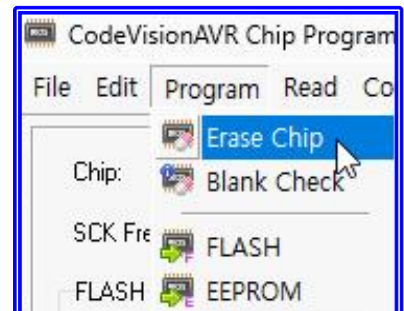 CodeVisionAVR Chip Program
File Edit Program Read Co
Erase Chip
Chip:
Blank Check
SCK Fre
FLASH
FLASH
EEPROM